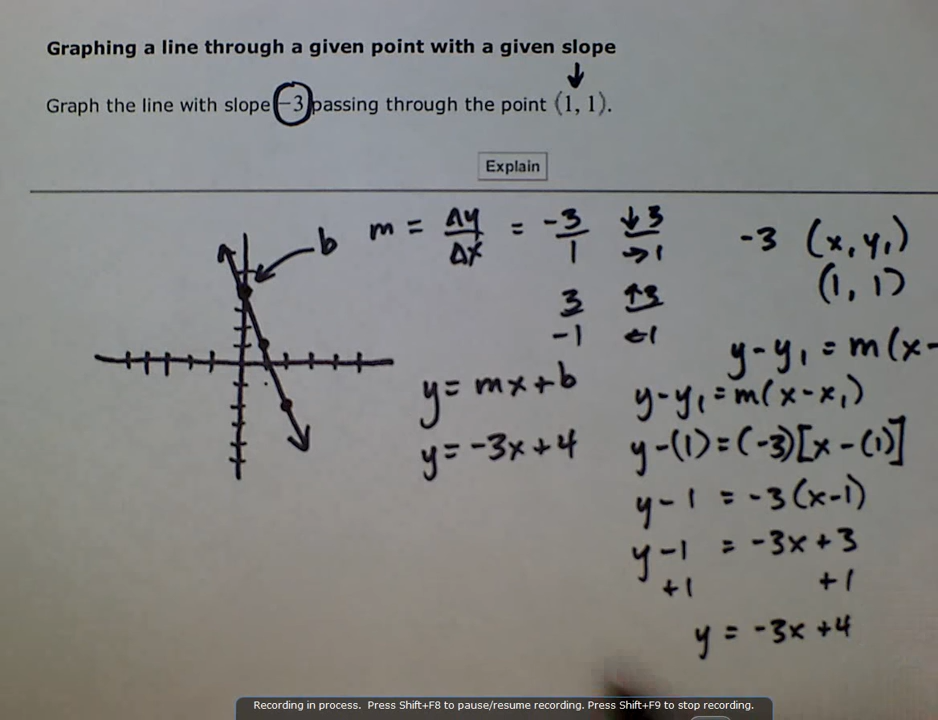 Graphing a line through a given point with a given slope
Graph the line with slope −3 passing through the point (1, 1).
Explain
b
m = Δy/Δx = -3/1 ↓3/→1
3/-1 ↑3/←1
y = mx+b
y = -3x+4
-3 (x, y₁)
(1, 1)
y-y₁ = m(x-
y-y₁ = m(x-x₁)
y-(1) = (-3)[x-(1)]
y-1 = -3(x-1)
y-1 = -3x+3
+1 +1
y = -3x+4
Recording in process. Press Shift+F8 to pause/resume recording. Press Shift+F9 to stop recording.